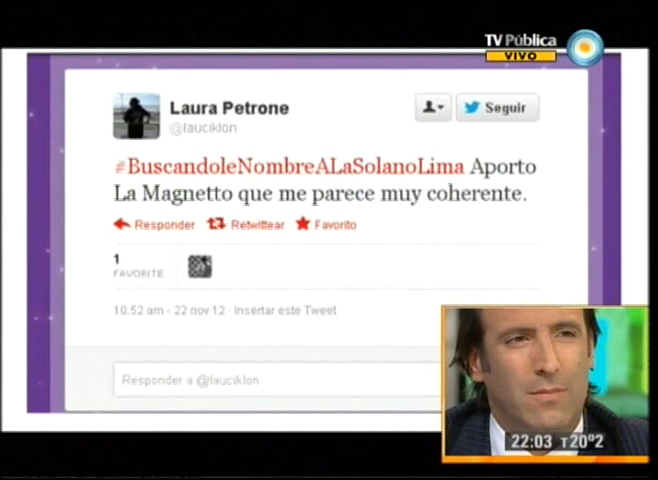 TV Pública
VIVO
Laura Petrone
@lauciklon
Seguir
#BuscandoleNombreALaSolanoLima Aporto
La Magnetto que me parece muy coherente.
Responder Retwittear Favorito
1
FAVORITE
10:52 am - 22 nov 12 · Insertar este Tweet
Responder a @lauciklon
22:03 T20º2